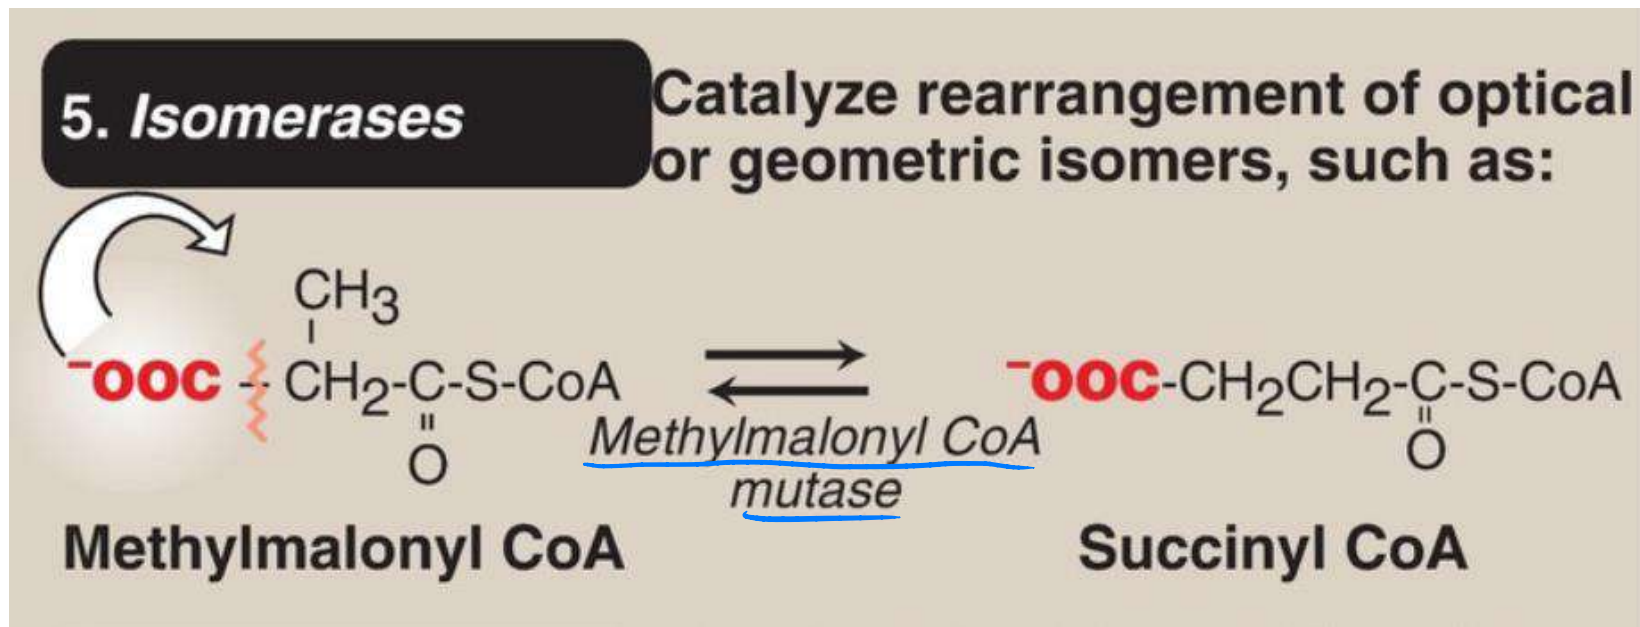 5. Isomerases
Catalyze rearrangement of optical
or geometric isomers, such as:
CH3
⁻OOC-CH2-C-S-CoA
O
Methylmalonyl CoA
mutase
⁻OOC-CH2CH2-C-S-CoA
O
Methylmalonyl CoA
Succinyl CoA